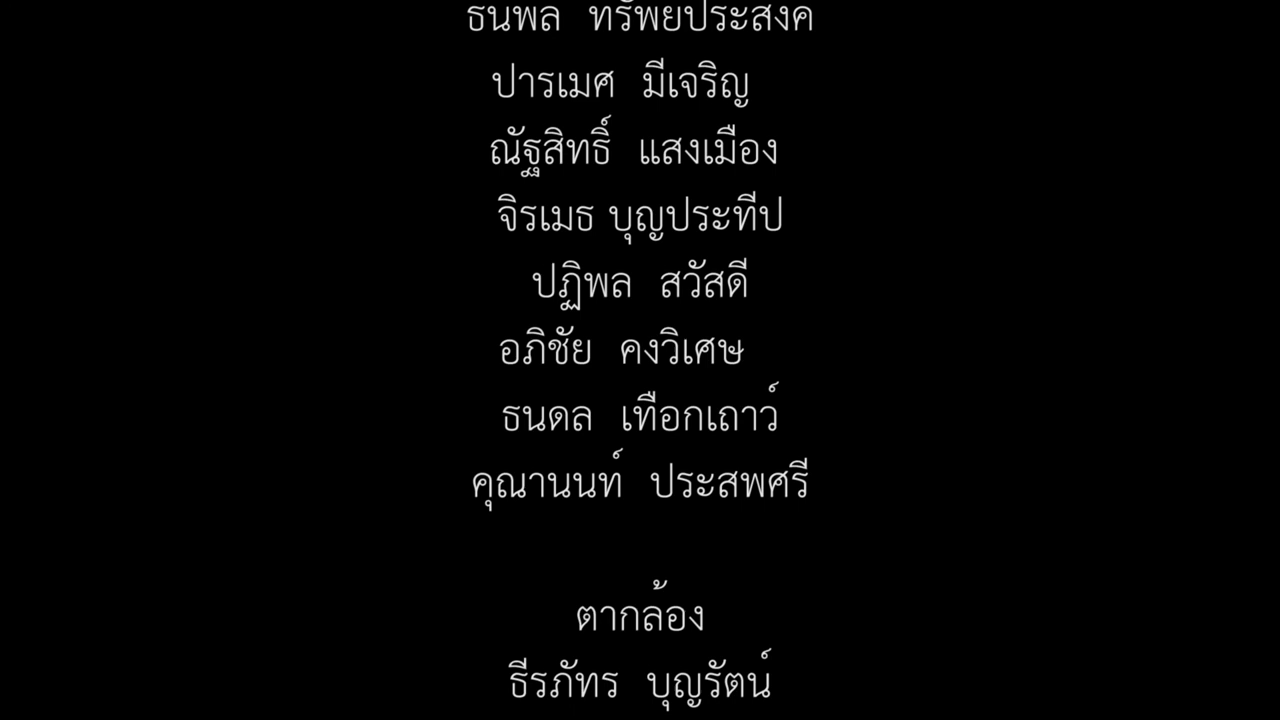 ธนพล ทรัพย์ประสงค์
ปารเมศ มีเจริญ
ณัฐสิทธิ์ แสงเมือง
จิรเมธ บุญประทีป
ปฏิพล สวัสดี
อภิชัย คงวิเศษ
ธนดล เทือกเถาว์
คุณานนท์ ประสพศรี
ตากล้อง
ธีรภัทร บุญรัตน์